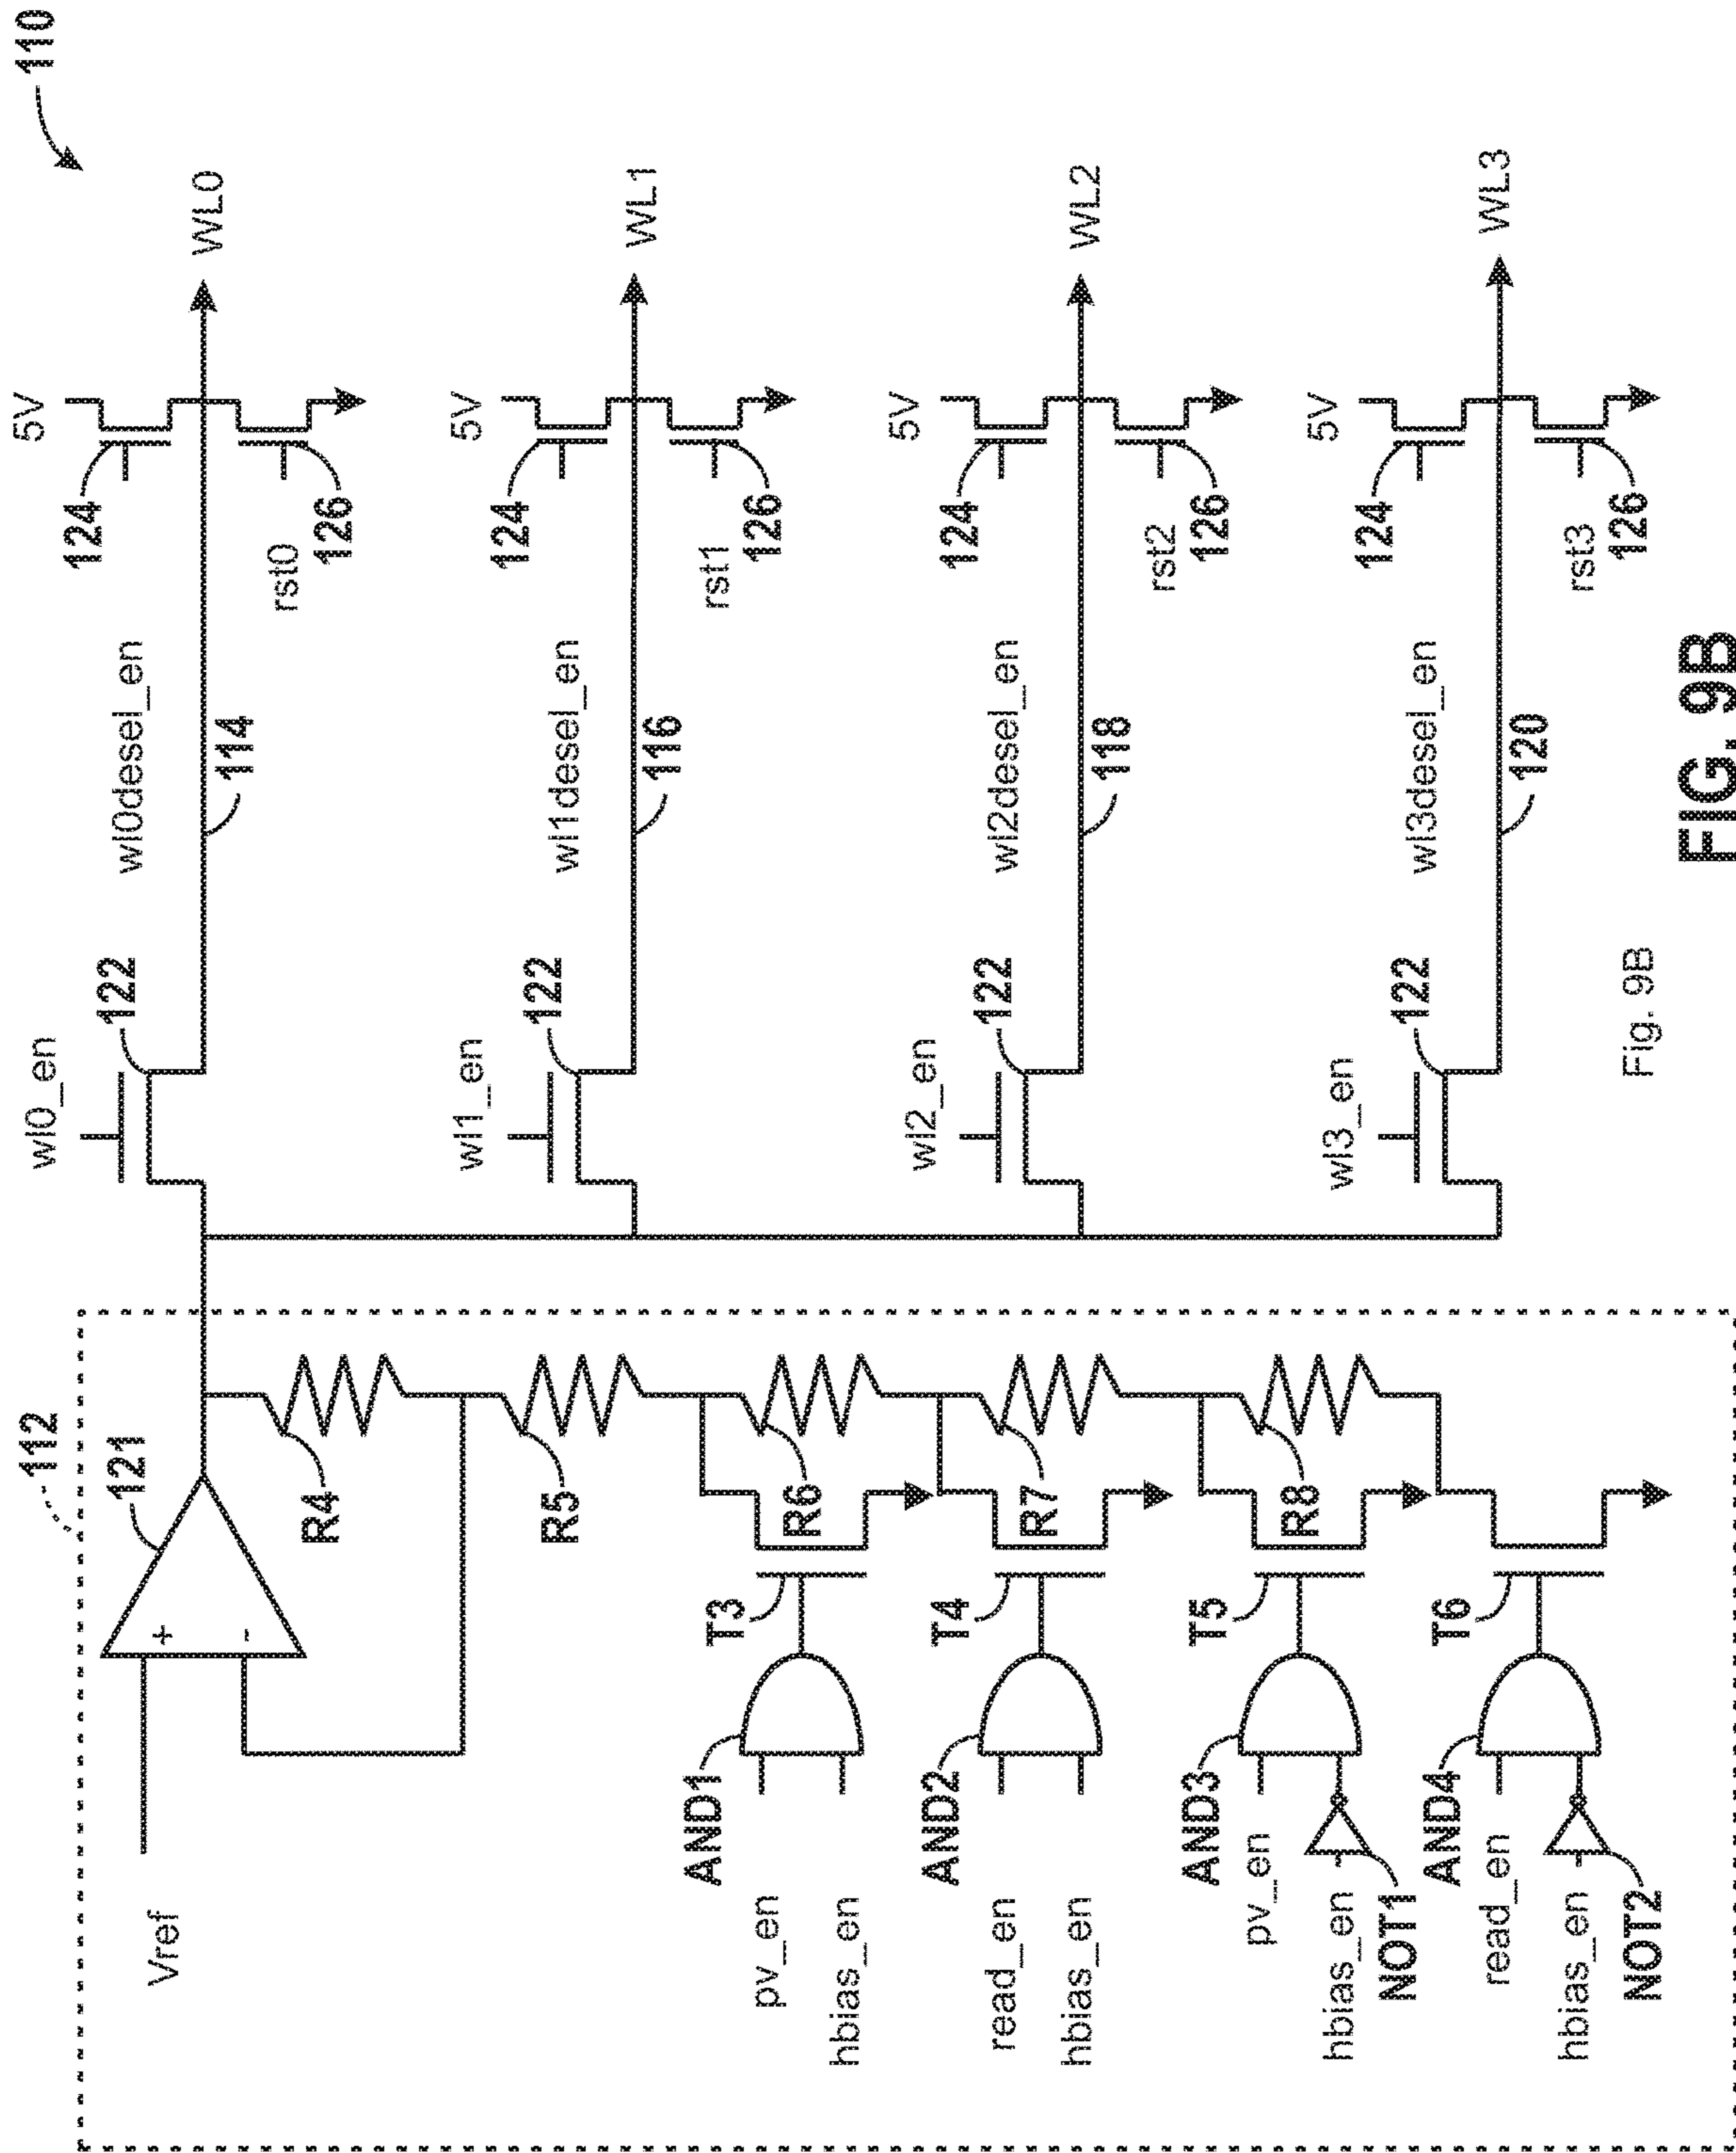 110
5V
WL0
124
126
rst0
wl0desel_en
114
122
wl0_en
5V
WL1
124
126
rst1
wl1desel_en
116
122
wl1_en
5V
WL2
124
126
rst2
wl2desel_en
118
122
wl2_en
5V
WL3
124
126
rst3
wl3desel_en
120
122
wl3_en
112
121
+
-
Vref
R4
R5
R6
T3
AND1
pv_en
hbias_en
R7
T4
AND2
read_en
hbias_en
R8
T5
AND3
pv_en
hbias_en
NOT1
T6
AND4
read_en
hbias_en
NOT2
Fig. 9B
FIG. 9B